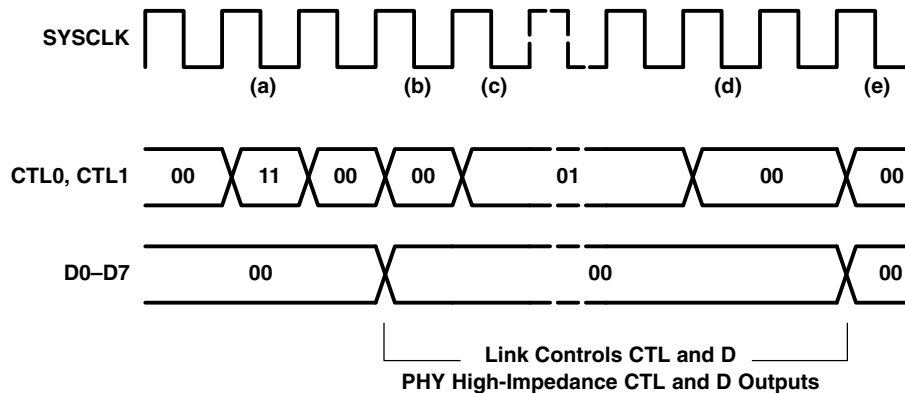 SYSCLK
(a) (b) (c) (d) (e)
CTL0, CTL1 00 11 00 00 01 00 00
D0–D7 00 00 00
Link Controls CTL and D
PHY High-Impedance CTL and D Outputs